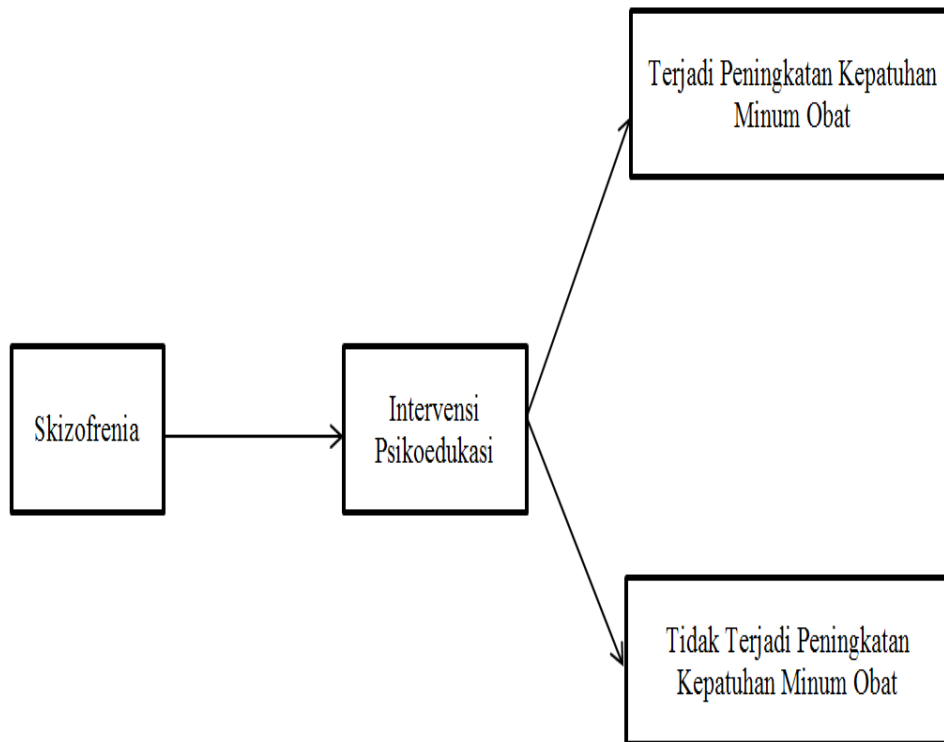 Terjadi Peningkatan Kepatuhan
Minum Obat
Skizofrenia
Intervensi
Psikoedukasi
Tidak Terjadi Peningkatan
Kepatuhan Minum Obat